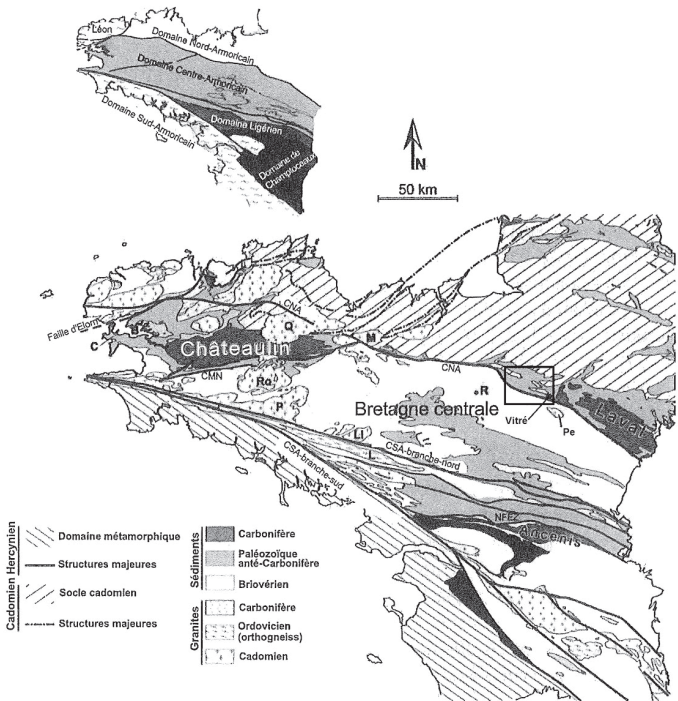 Léon
Domaine Nord-Armoricain
Domaine Centre-Armoricain
Domaine Ligérien
Domaine Sud-Armoricain
Domaine de
Champtoceaux
N
50 km
CNA
Faille d'Elorn
Q
M
C
Châteaulin
CNA
CMN
Ro
R
Bretagne centrale
P
Vitré
Laval
Pe
Ll
L
CSA-branche-nord
CSA-branche-sud
NFEZ
Ancenis
Cadomien Hercynien
Domaine métamorphique
Structures majeures
Socle cadomien
Structures majeures
Sédiments
Carbonifère
Paléozoïque
anté-Carbonifère
Briovérien
Granites
Carbonifère
Ordovicien
(orthogneiss)
Cadomien